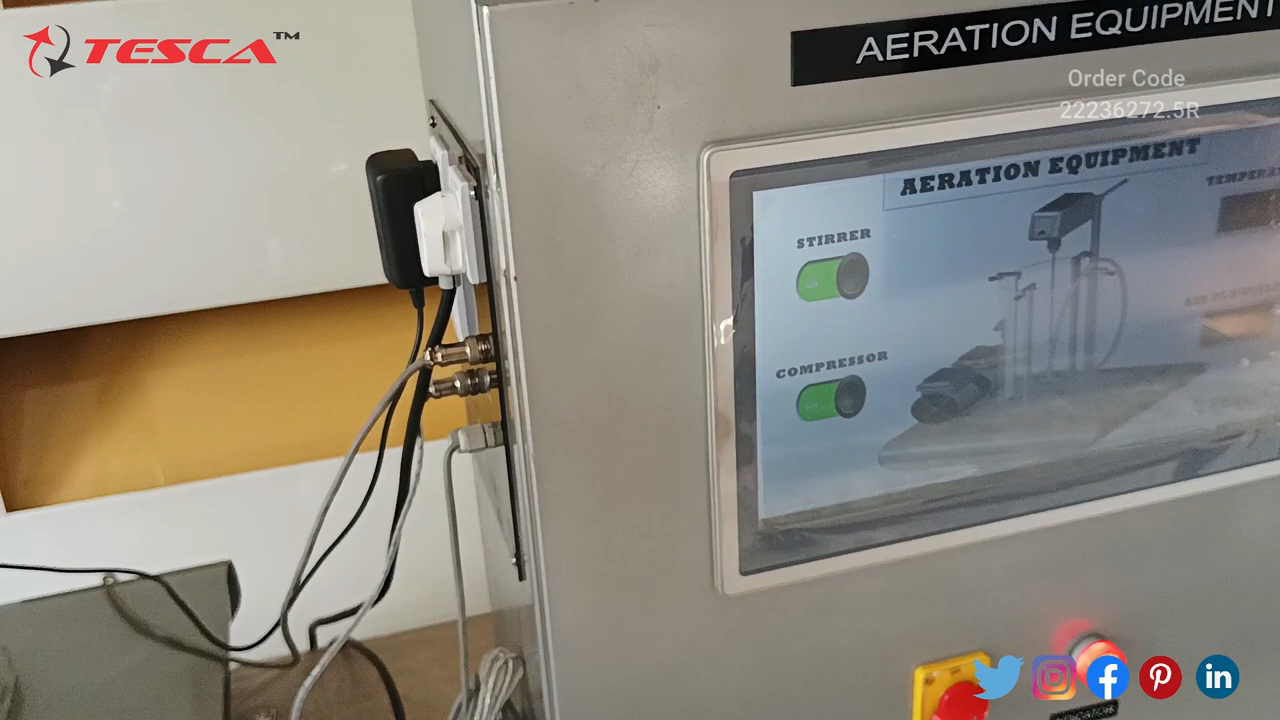 TESCA™
AERATION EQUIPMENT
Order Code
22236272.5R
AERATION EQUIPMENT
STIRRER
COMPRESSOR